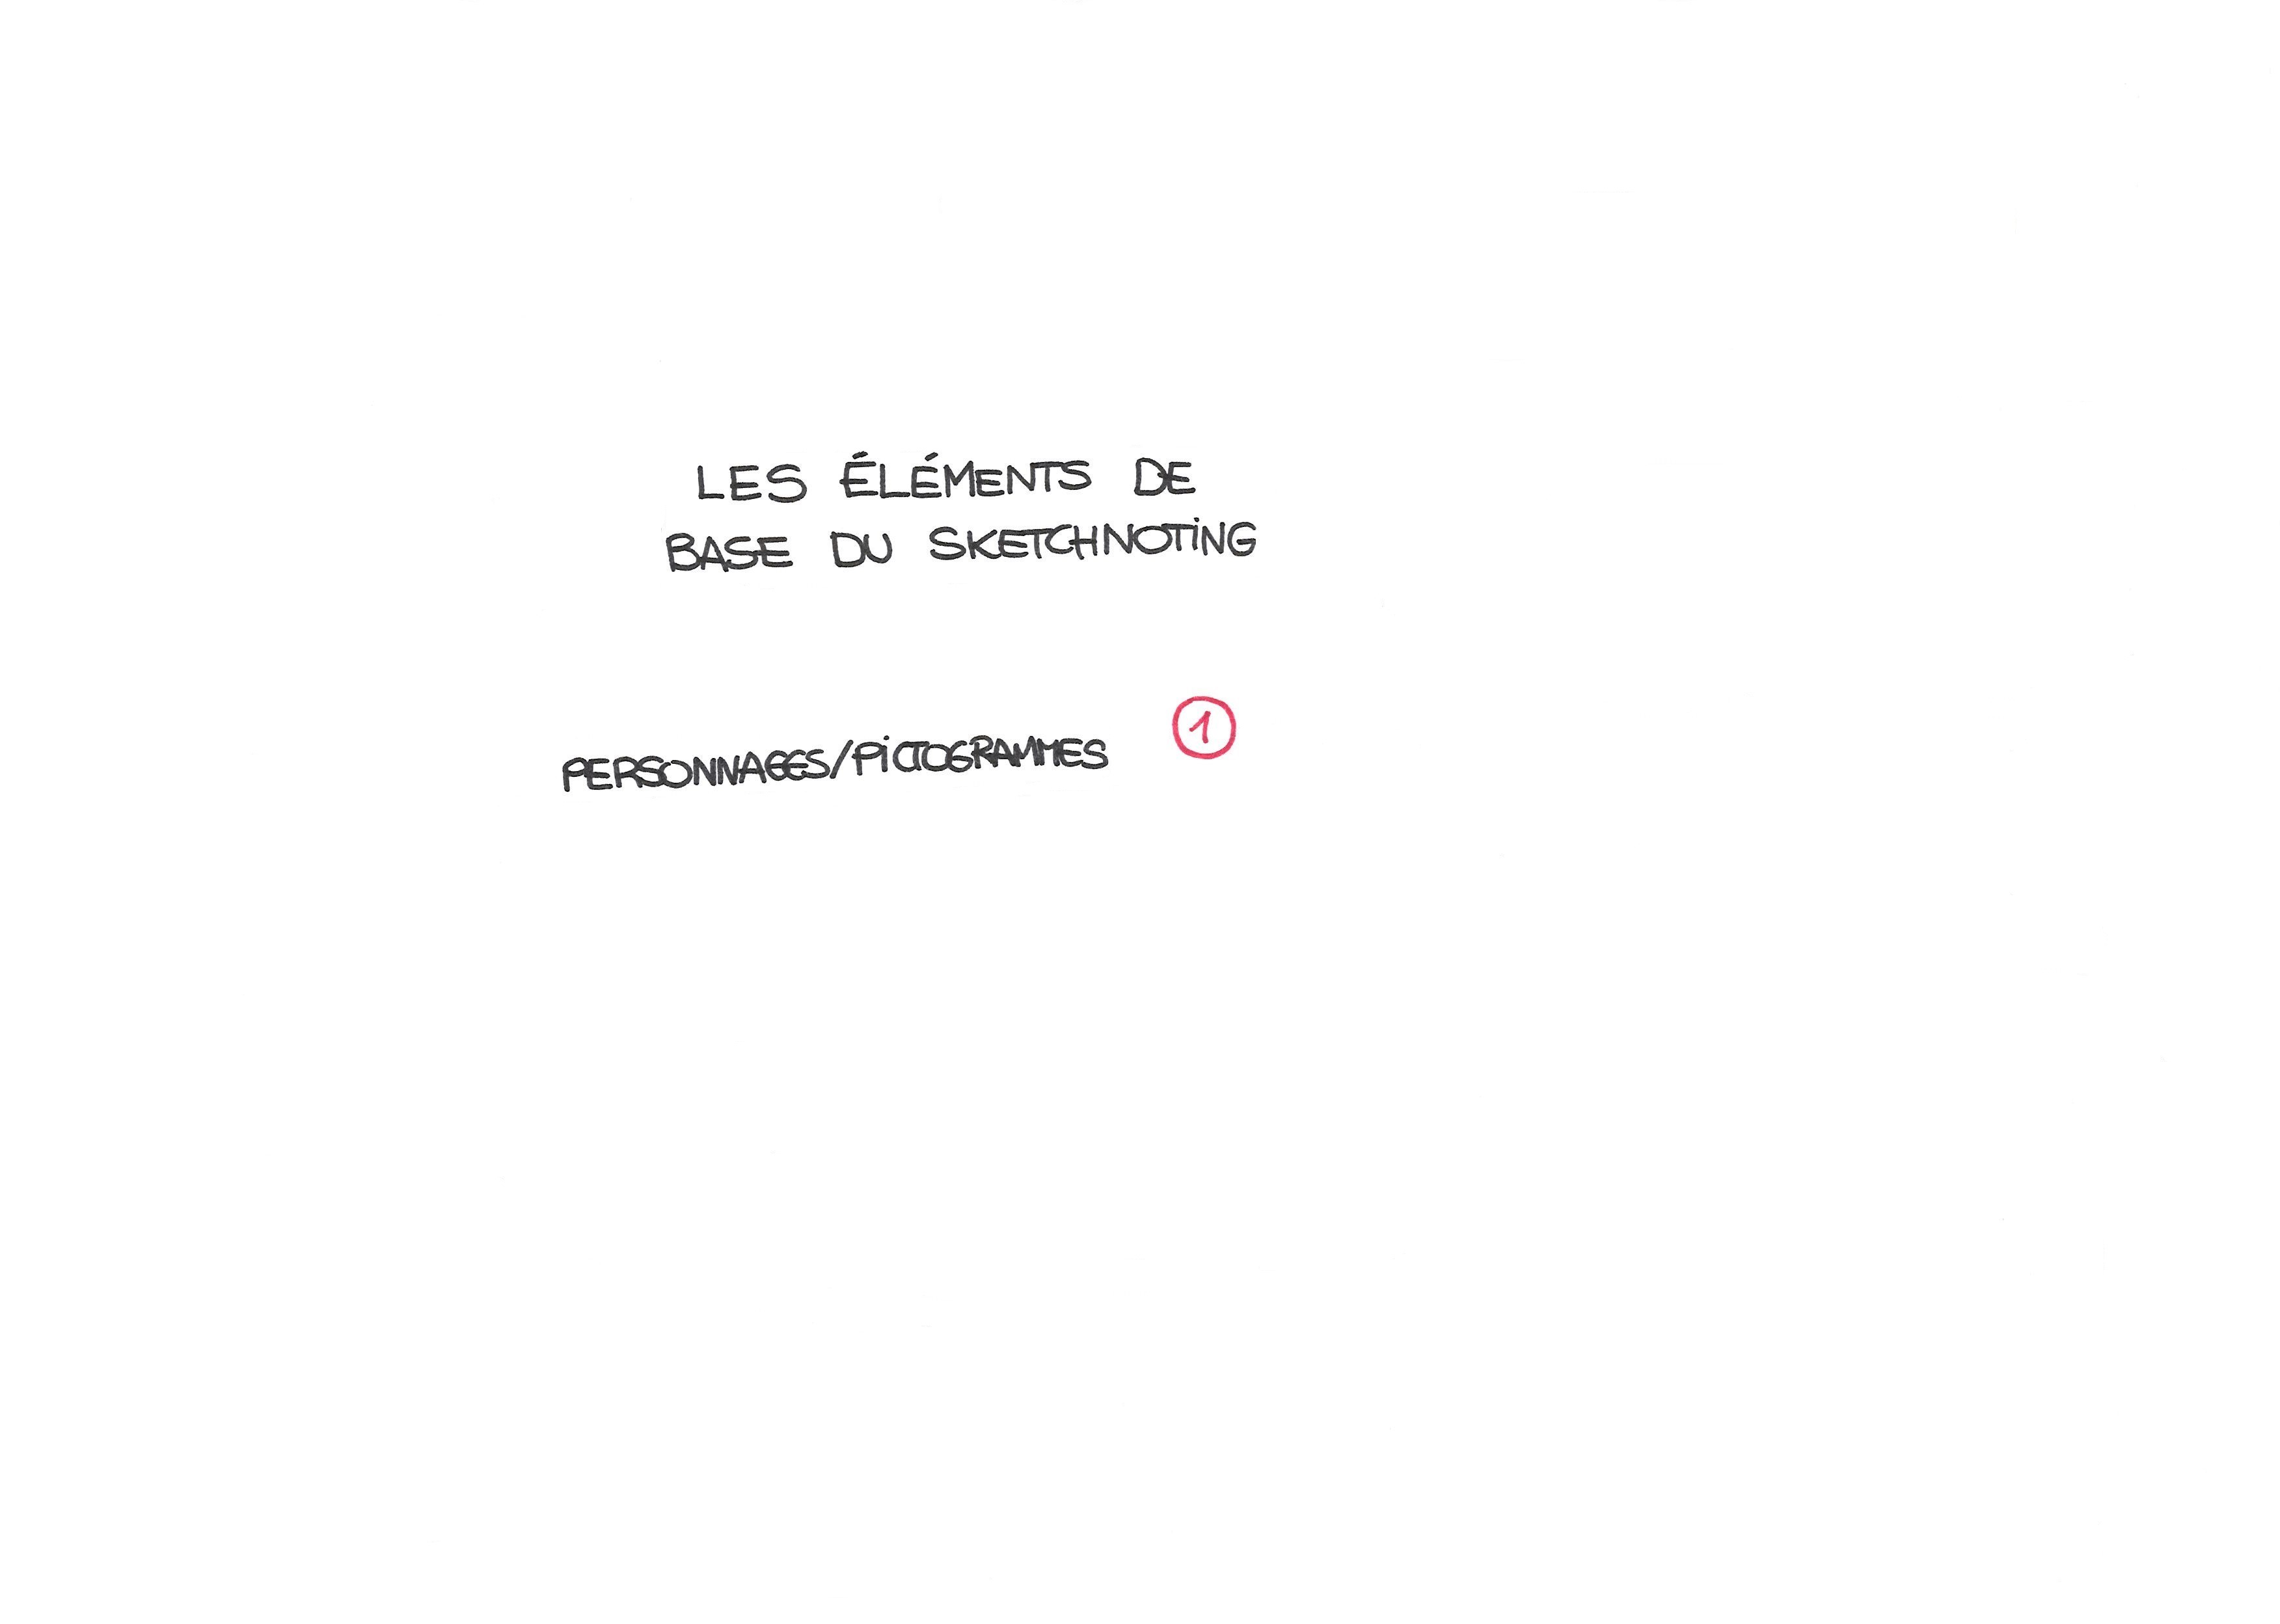 LES ÉLÉMENTS DE
BASE DU SKETCHNOTING
PERSONNAGES/PICTOGRAMMES 1